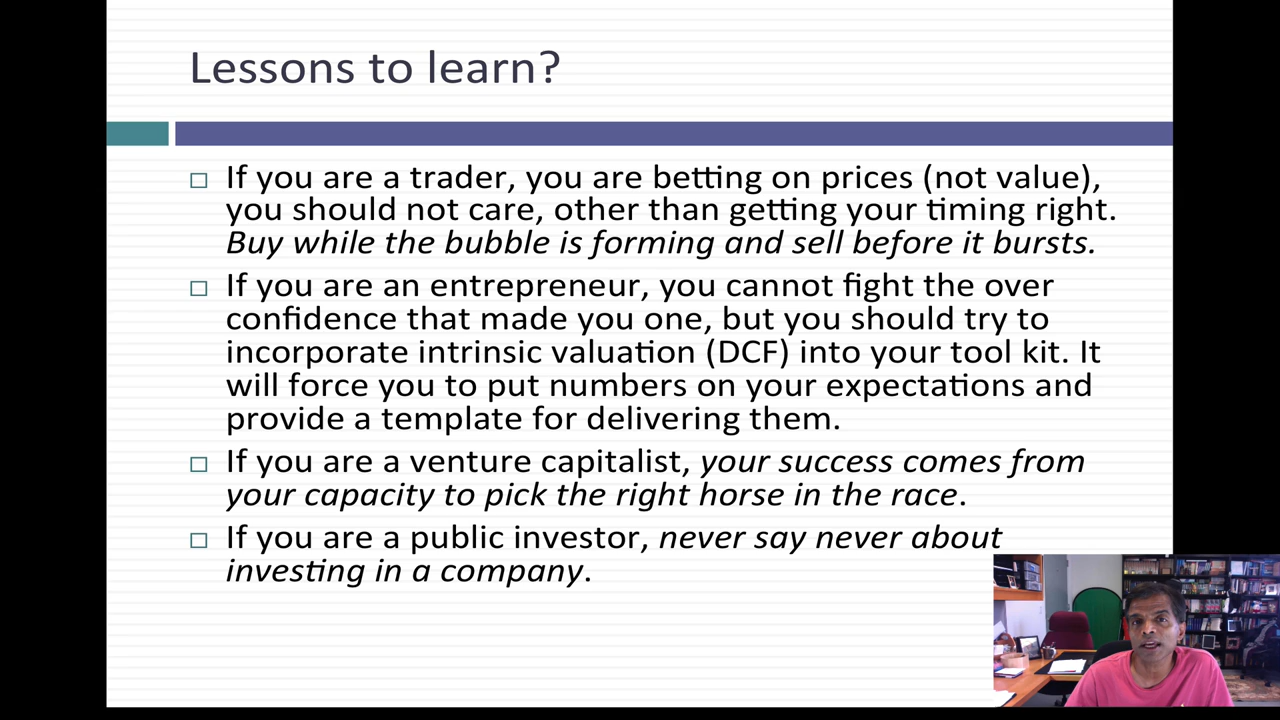 Lessons to learn?
If you are a trader, you are betting on prices (not value),
you should not care, other than getting your timing right.
Buy while the bubble is forming and sell before it bursts.
If you are an entrepreneur, you cannot fight the over
confidence that made you one, but you should try to
incorporate intrinsic valuation (DCF) into your tool kit. It
will force you to put numbers on your expectations and
provide a template for delivering them.
If you are a venture capitalist, your success comes from
your capacity to pick the right horse in the race.
If you are a public investor, never say never about
investing in a company.